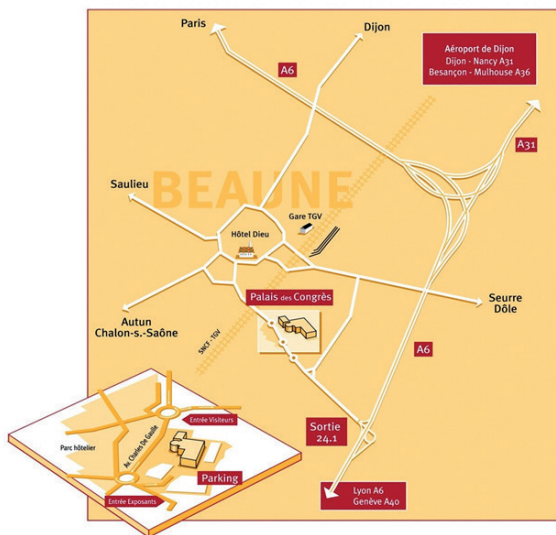 Paris
Dijon
Aéroport de Dijon
Dijon - Nancy A31
Besançon - Mulhouse A36
A6
A31
BEAUNE
Saulieu
Gare TGV
Hôtel Dieu
Palais des Congrès
Seurre
Dôle
Autun
Chalon-s.-Saône
SNCF - TGV
A6
Entrée Visiteurs
Sortie
24.1
Parc hôtelier
Av. Charles De Gaulle
Parking
Entrée Exposants
Lyon A6
Genève A40